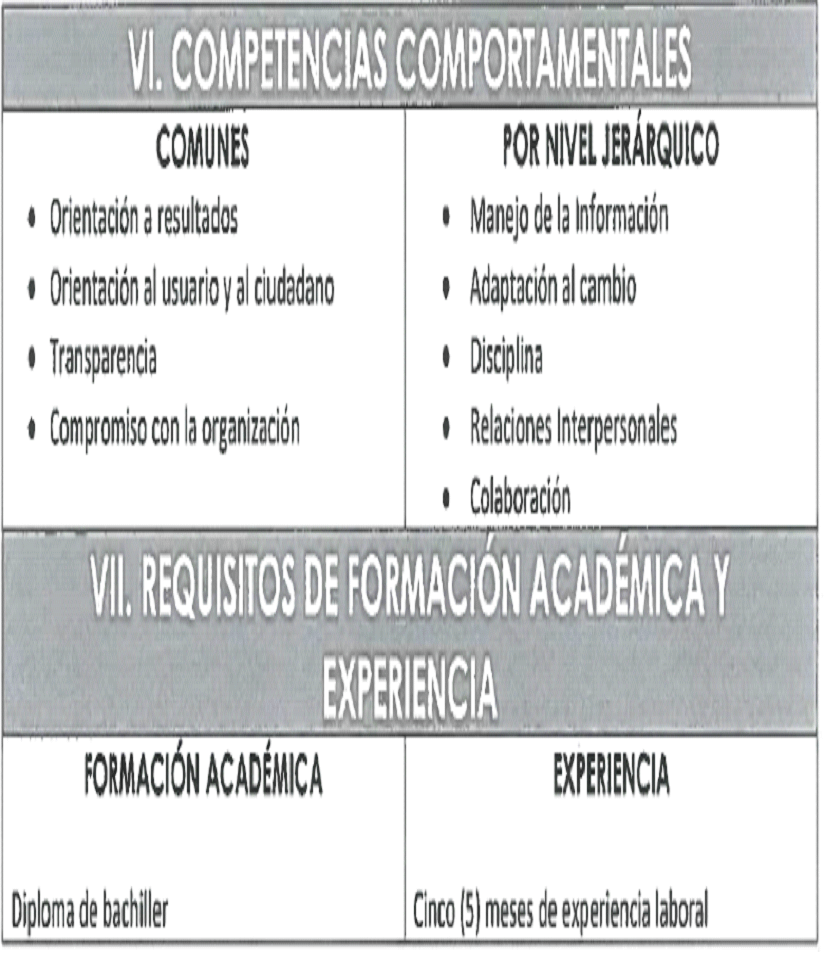 VI. COMPETENCIAS COMPORTAMENTALES
COMUNES
• Orientación a resultados
• Orientación al usuario y al ciudadano
• Transparencia
• Compromiso con la organización
POR NIVEL JERÁRQUICO
• Manejo de la Información
• Adaptación al cambio
• Disciplina
• Relaciones Interpersonales
• Colaboración
VII. REQUISITOS DE FORMACIÓN ACADÉMICA Y
EXPERIENCIA
FORMACIÓN ACADÉMICA
Diploma de bachiller
EXPERIENCIA
Cinco (5) meses de experiencia laboral